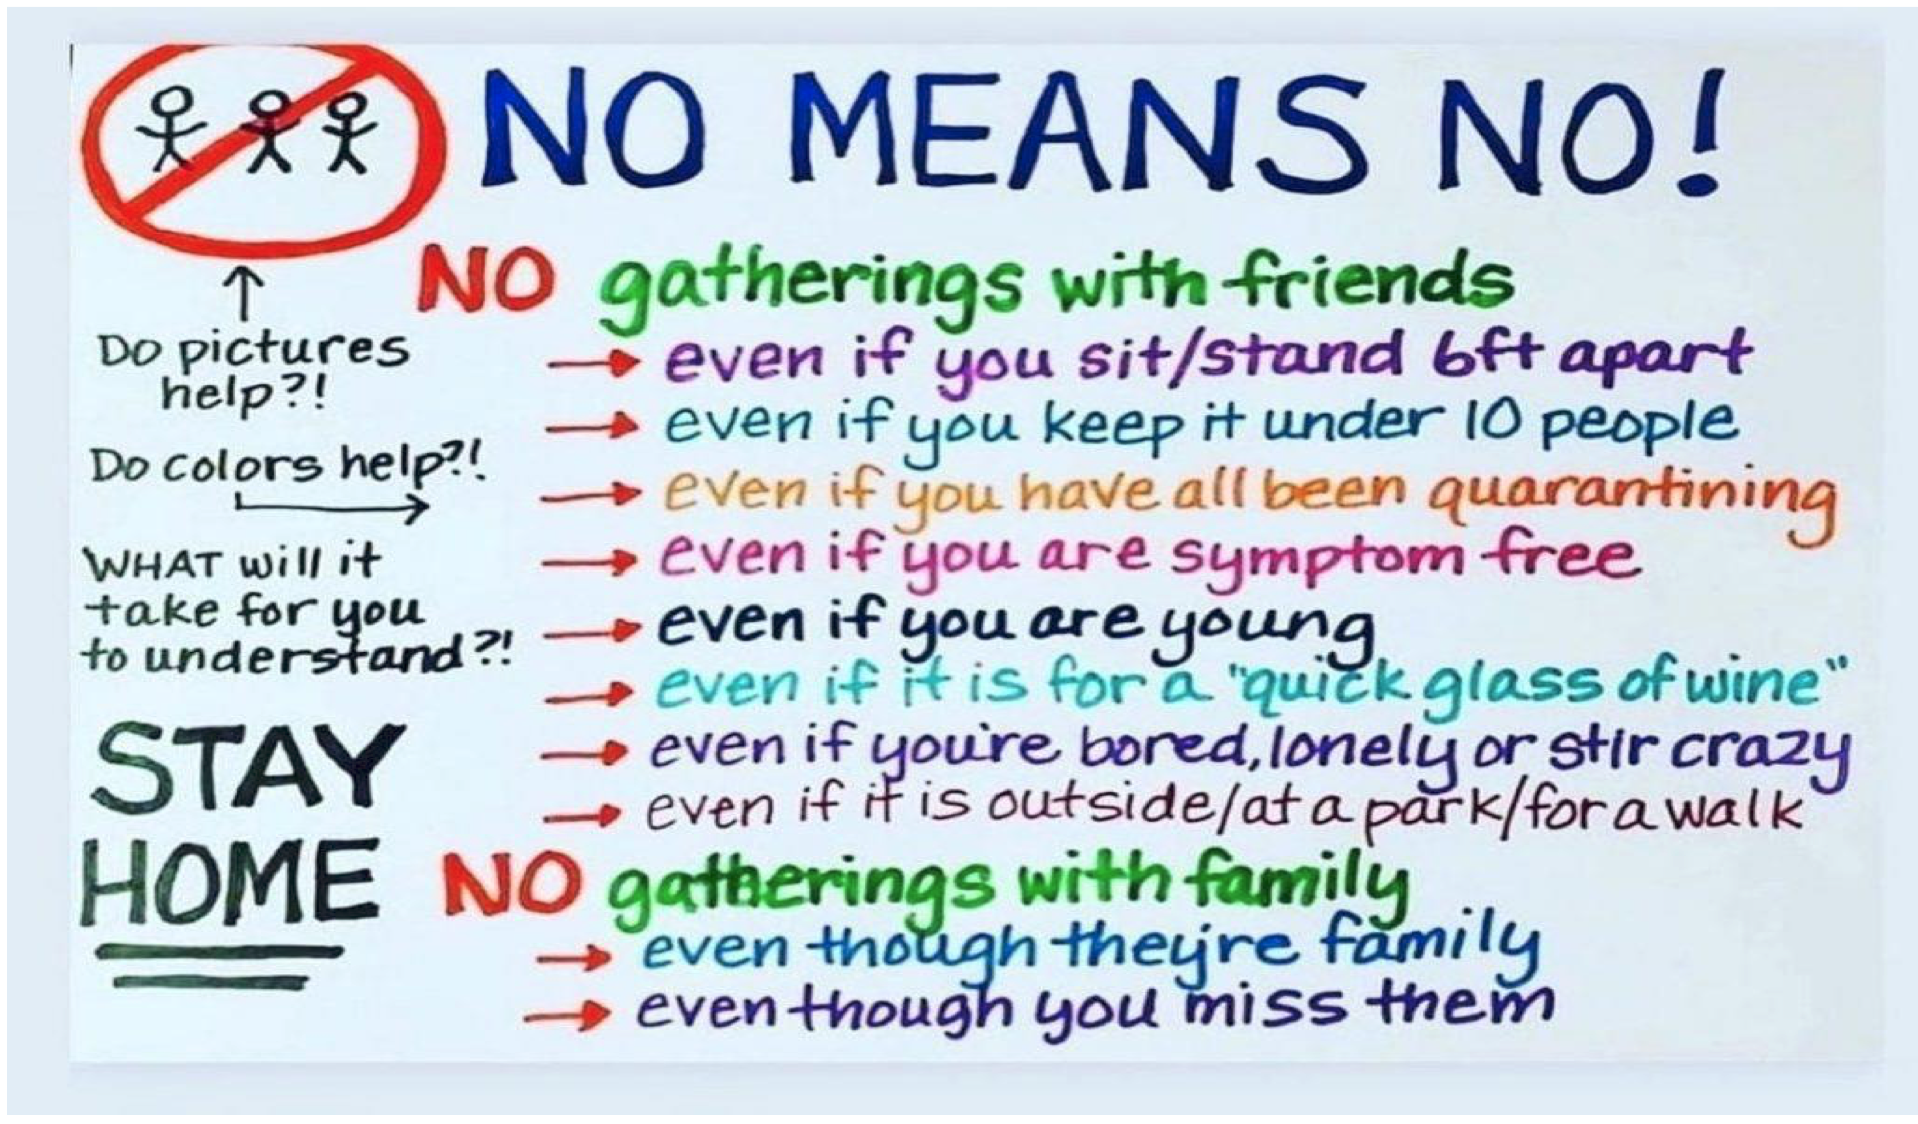 NO MEANS NO!
NO gatherings with friends
→ even if you sit/stand 6ft apart
→ even if you keep it under 10 people
→ even if you have all been quarantining
→ even if you are symptom free
→ even if you are young
→ even if it is for a "quick glass of wine"
→ even if you're bored, lonely or stir crazy
→ even if it is outside/at a park/for a walk
NO gatherings with family
→ even though they're family
→ even though you miss them
↑
Do pictures
help?!
Do colors help?!
WHAT will it
take for you
to understand?!
STAY
HOME